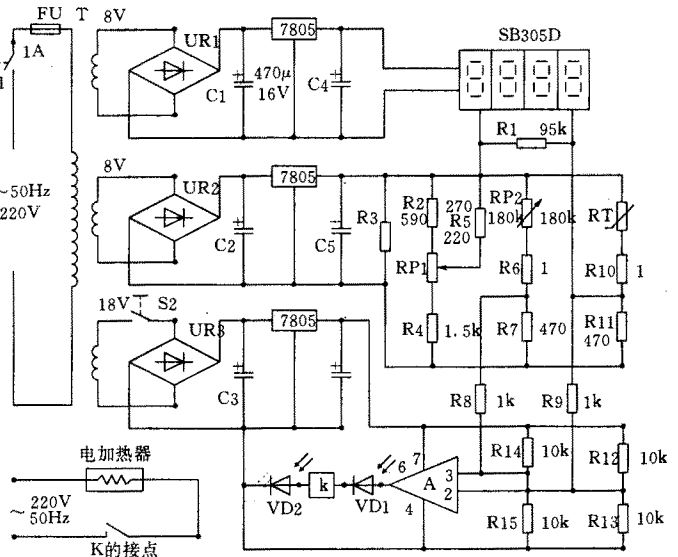 FU T 8V
1A
UR1
7805
SB305D
470μ
16V
C1
C4
R1 95k
8V
UR2
7805
~50Hz
220V
C2
C5
R3
R2
590
270
R5
220
RP2
180k
180k
RT
RP1
R6 1
R10 1
R4 1.5k
R7 470
R11
470
18V S2
UR3
7805
C3
R8 1k
R9 1k
R14 10k
R12 10k
电加热器
220V
~50Hz
K的接点
VD2
k
VD1
6 7
A
3
2
4
R15 10k
R13 10k